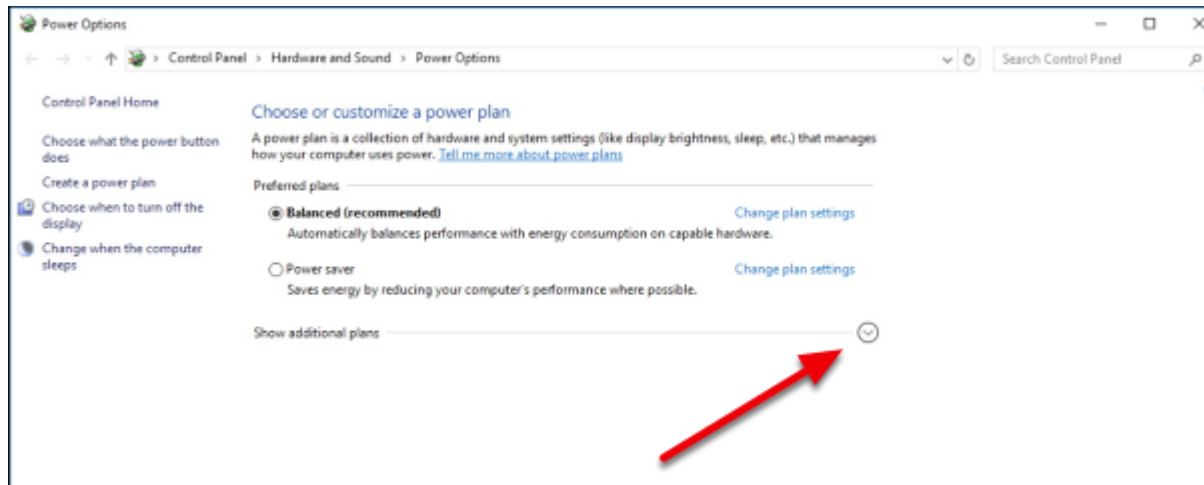 Power Options
Control Panel > Hardware and Sound > Power Options
Search Control Panel
Control Panel Home
Choose what the power button
does
Create a power plan
Choose when to turn off the
display
Change when the computer
sleeps
Choose or customize a power plan
A power plan is a collection of hardware and system settings (like display brightness, sleep, etc.) that manages
how your computer uses power. Tell me more about power plans
Preferred plans
Balanced (recommended)
Change plan settings
Automatically balances performance with energy consumption on capable hardware.
Power saver
Change plan settings
Saves energy by reducing your computer's performance where possible.
Show additional plans